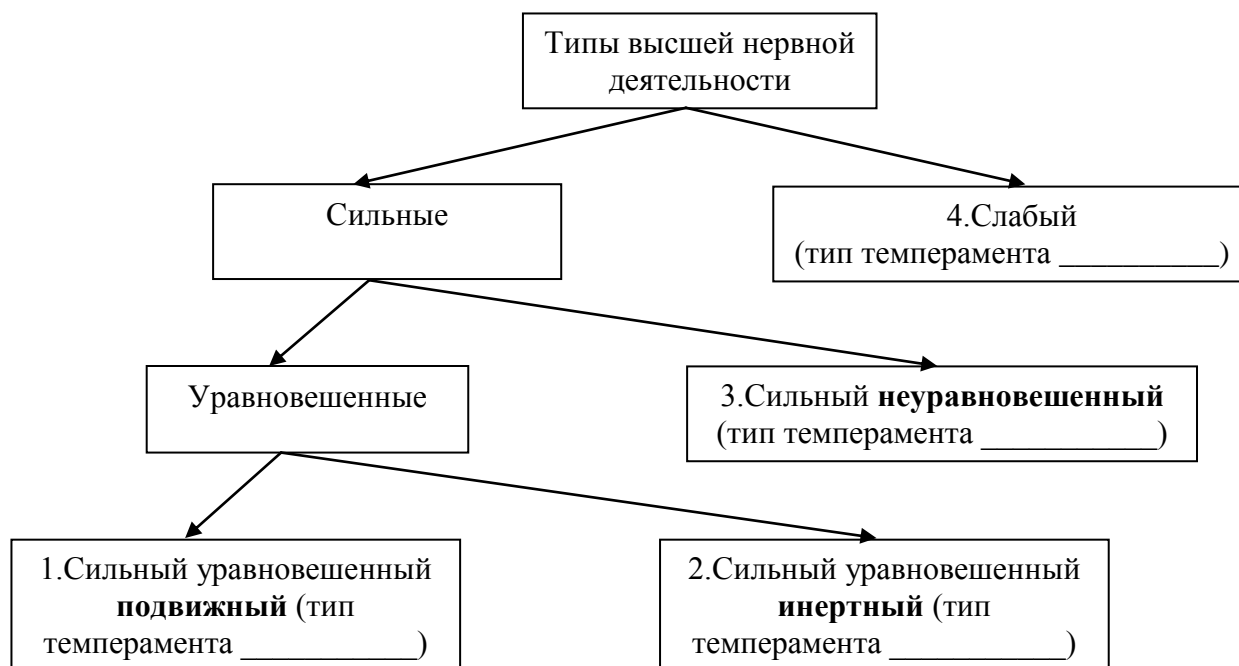 Типы высшей нервной
деятельности
Сильные
4.Слабый
(тип темперамента __________)
Уравновешенные
3.Сильный неуравновешенный
(тип темперамента ___________)
1.Сильный уравновешенный
подвижный (тип
темперамента ___________)
2.Сильный уравновешенный
инертный (тип
темперамента ___________)